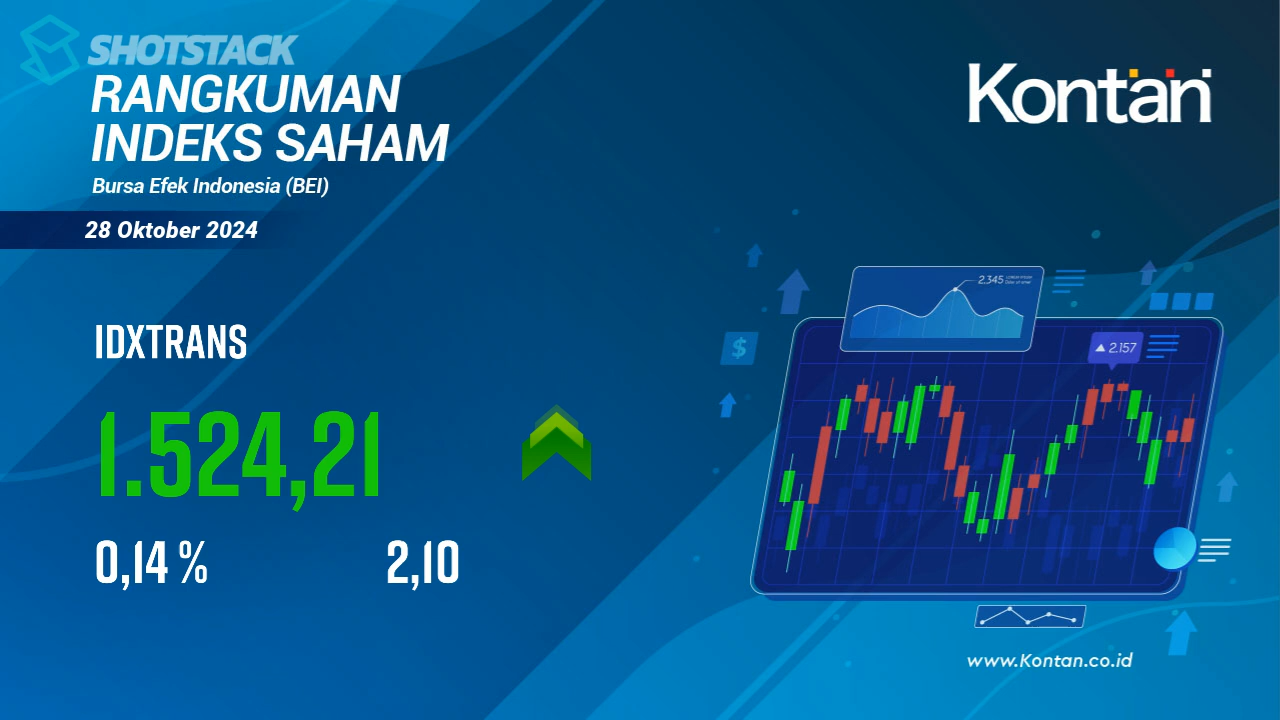 SHOTSTACK
RANGKUMAN
INDEKS SAHAM
Bursa Efek Indonesia (BEI)
28 Oktober 2024
Kontan
IDXTRANS
1.524,21
0,14 %
2,10
2.345
$
2.157
www.Kontan.co.id